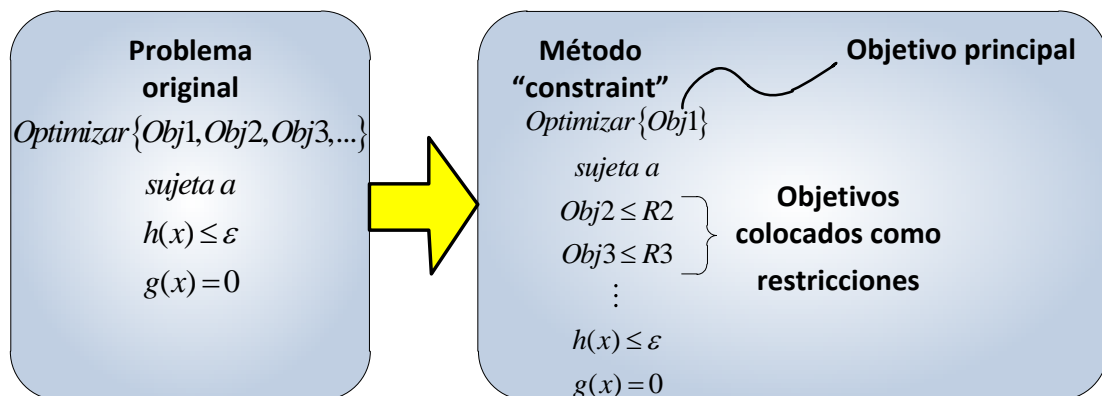 Problema
original
Optimizar{Obj1,Obj2,Obj3,...}
sujeta a
h(x) ≤ ε
g(x) = 0
Método
“constraint”
Objetivo principal
Optimizar{Obj1}
sujeta a
Obj2 ≤ R2
Obj3 ≤ R3
⋮
h(x) ≤ ε
g(x) = 0
Objetivos
colocados como
restricciones